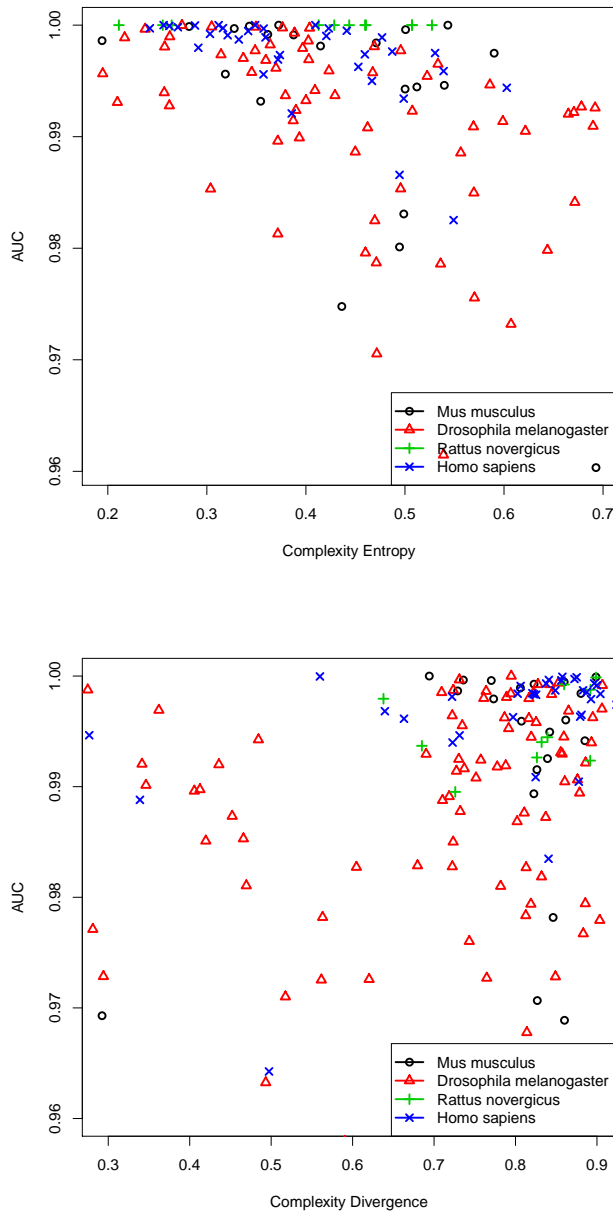 1.00
0.99
0.98
0.97
0.96
AUC
Mus musculus
Drosophila melanogaster
Rattus novergicus
Homo sapiens
0.2 0.3 0.4 0.5 0.6 0.7
Complexity Entropy
1.00
0.99
0.98
0.97
0.96
AUC
Mus musculus
Drosophila melanogaster
Rattus novergicus
Homo sapiens
0.3 0.4 0.5 0.6 0.7 0.8 0.9
Complexity Divergence